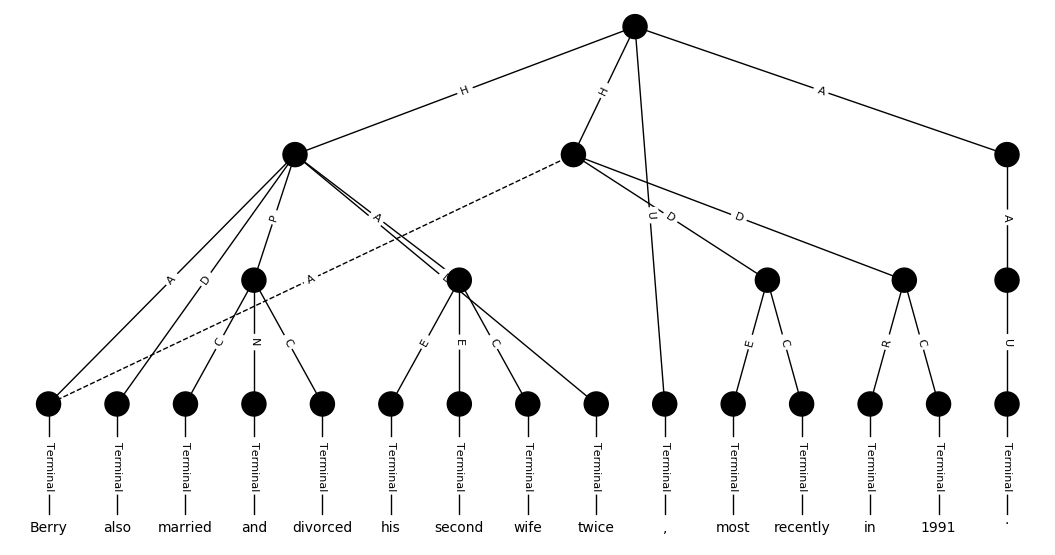 H H A
A D P A D A U D D A
C N C E E C E C R C U
Terminal Terminal Terminal Terminal Terminal Terminal Terminal Terminal Terminal Terminal Terminal Terminal Terminal Terminal Terminal
Berry also married and divorced his second wife twice , most recently in 1991 .